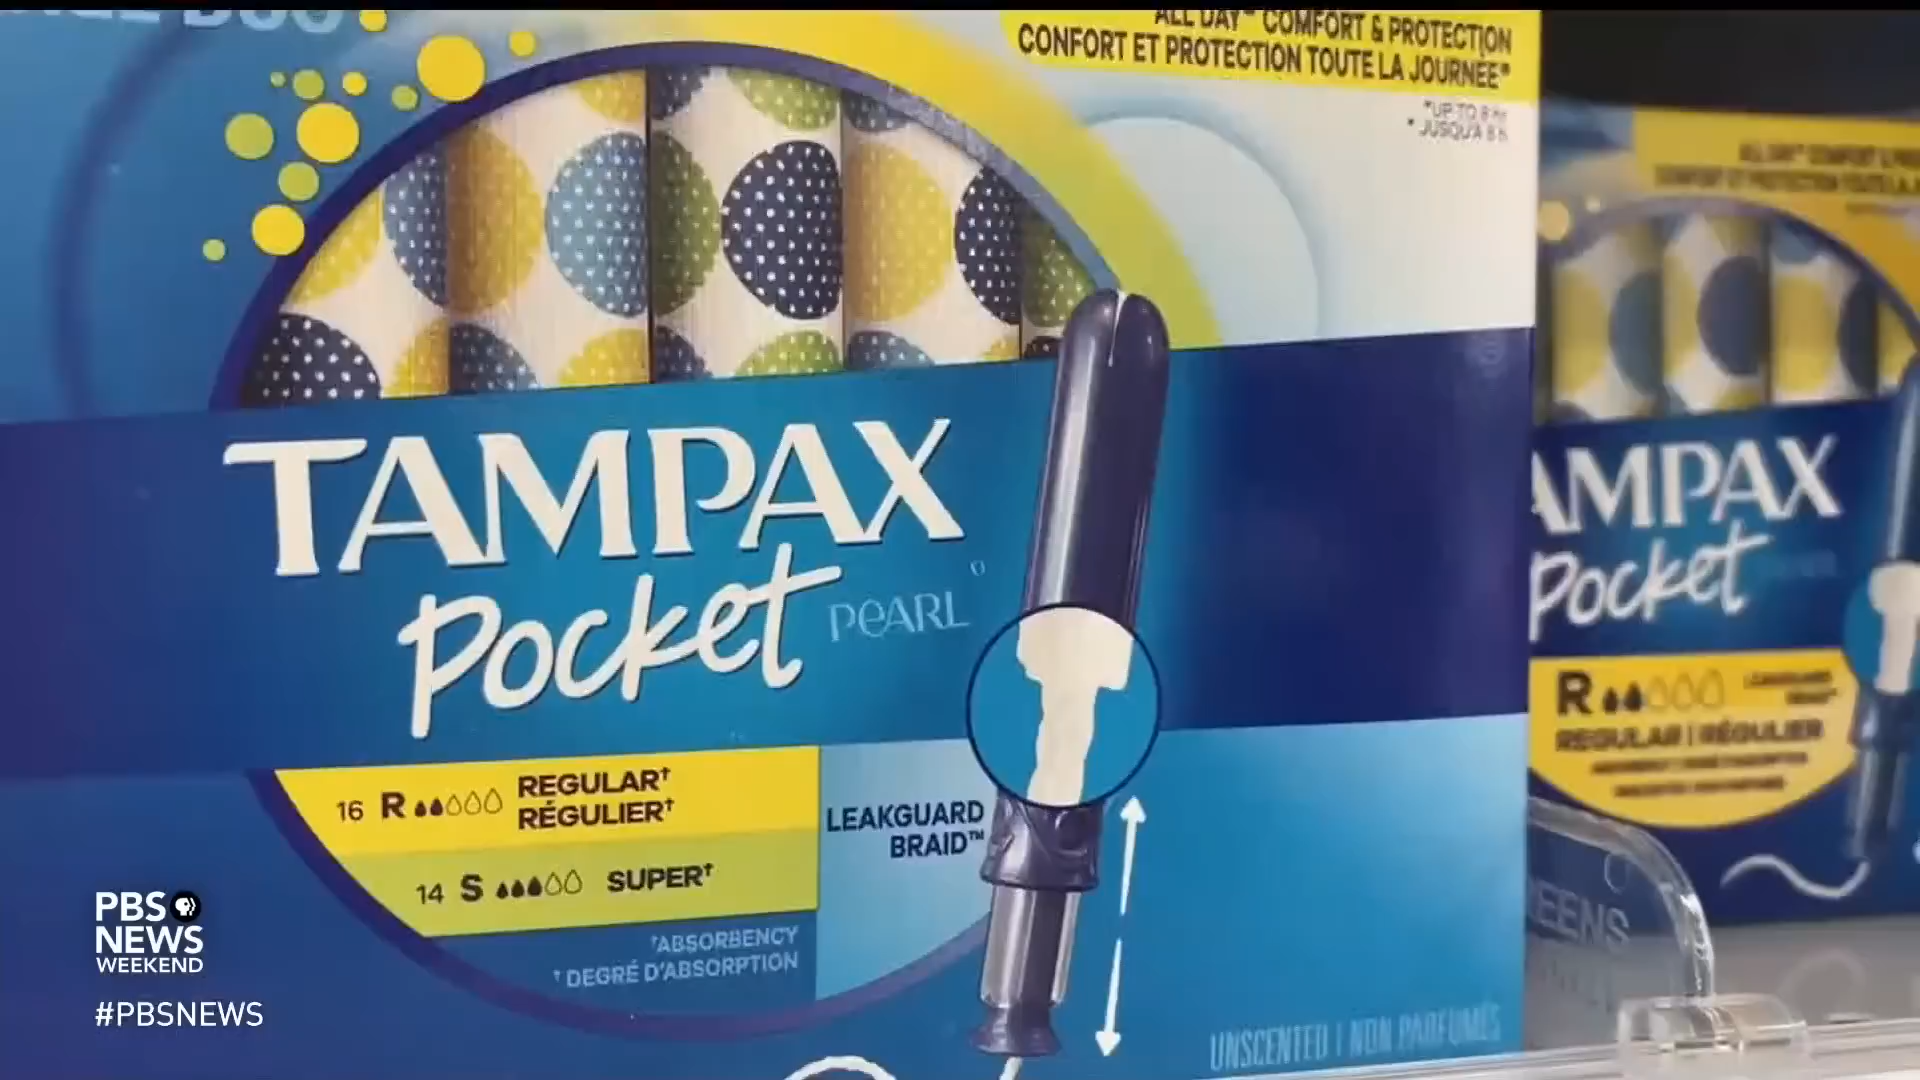 ALL DAY™ COMFORT & PROTECTION
CONFORT ET PROTECTION TOUTE LA JOURNÉE*
*UP TO 8 Hr
* JUSQU'À 8 h
TAMPAX
Pocket PEARL
16 R REGULAR†
RÉGULIER†
14 S SUPER†
†ABSORBENCY
† DEGRÉ D'ABSORPTION
LEAKGUARD
BRAID™
UNSCENTED | NON PARFUMÉS
AMPAX
Pocket
R
REGULAR | RÉGULIER
EENS
PBS
NEWS
WEEKEND
#PBSNEWS